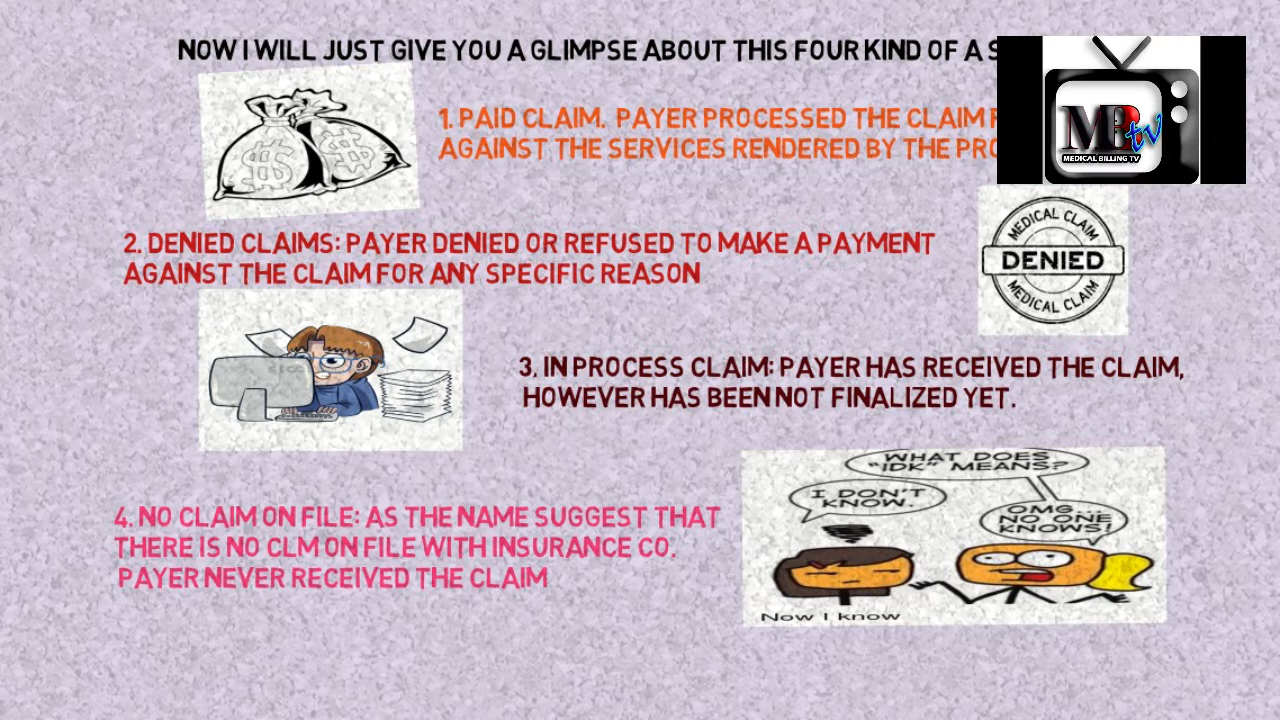 NOW I WILL JUST GIVE YOU A GLIMPSE ABOUT THIS FOUR KIND OF A
1. PAID CLAIM. PAYER PROCESSED THE CLAIM
AGAINST THE SERVICES RENDERED BY THE
MEDICAL BILLING TV
2. DENIED CLAIMS: PAYER DENIED OR REFUSED TO MAKE A PAYMENT
AGAINST THE CLAIM FOR ANY SPECIFIC REASON
MEDICAL CLAIM
DENIED
MEDICAL CLAIM
3. IN PROCESS CLAIM: PAYER HAS RECEIVED THE CLAIM,
HOWEVER HAS BEEN NOT FINALIZED YET.
4. NO CLAIM ON FILE: AS THE NAME SUGGEST THAT
THERE IS NO CLM ON FILE WITH INSURANCE CO.
PAYER NEVER RECEIVED THE CLAIM
WHAT DOES
"IDK" MEANS?
I DON'T
KNOW.
OMG...
NO ONE
KNOWS!
Now I know